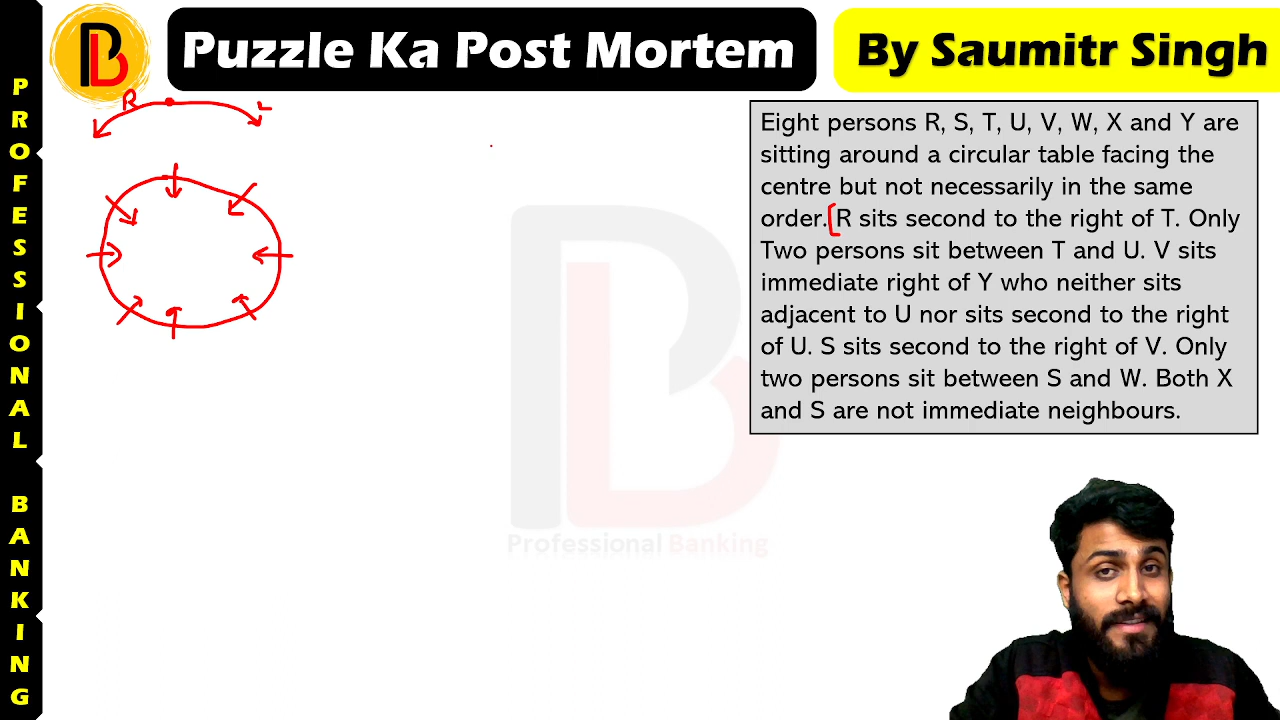 Puzzle Ka Post Mortem
By Saumitr Singh
PROFESSIONAL BANKING
R
L
Eight persons R, S, T, U, V, W, X and Y are
sitting around a circular table facing the
centre but not necessarily in the same
order. R sits second to the right of T. Only
Two persons sit between T and U. V sits
immediate right of Y who neither sits
adjacent to U nor sits second to the right
of U. S sits second to the right of V. Only
two persons sit between S and W. Both X
and S are not immediate neighbours.
Professional Banking